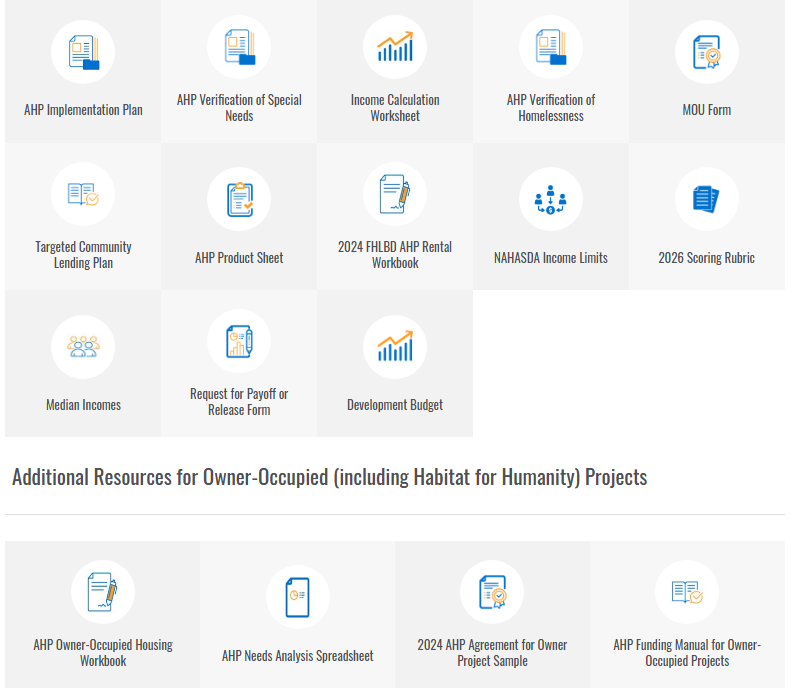 AHP Implementation Plan
AHP Verification of Special
Needs
Income Calculation
Worksheet
AHP Verification of
Homelessness
MOU Form
Targeted Community
Lending Plan
AHP Product Sheet
2024 FHLBD AHP Rental
Workbook
NAHASDA Income Limits
2026 Scoring Rubric
Median Incomes
Request for Payoff or
Release Form
Development Budget
Additional Resources for Owner-Occupied (including Habitat for Humanity) Projects
AHP Owner-Occupied Housing
Workbook
AHP Needs Analysis Spreadsheet
2024 AHP Agreement for Owner
Project Sample
AHP Funding Manual for Owner-
Occupied Projects